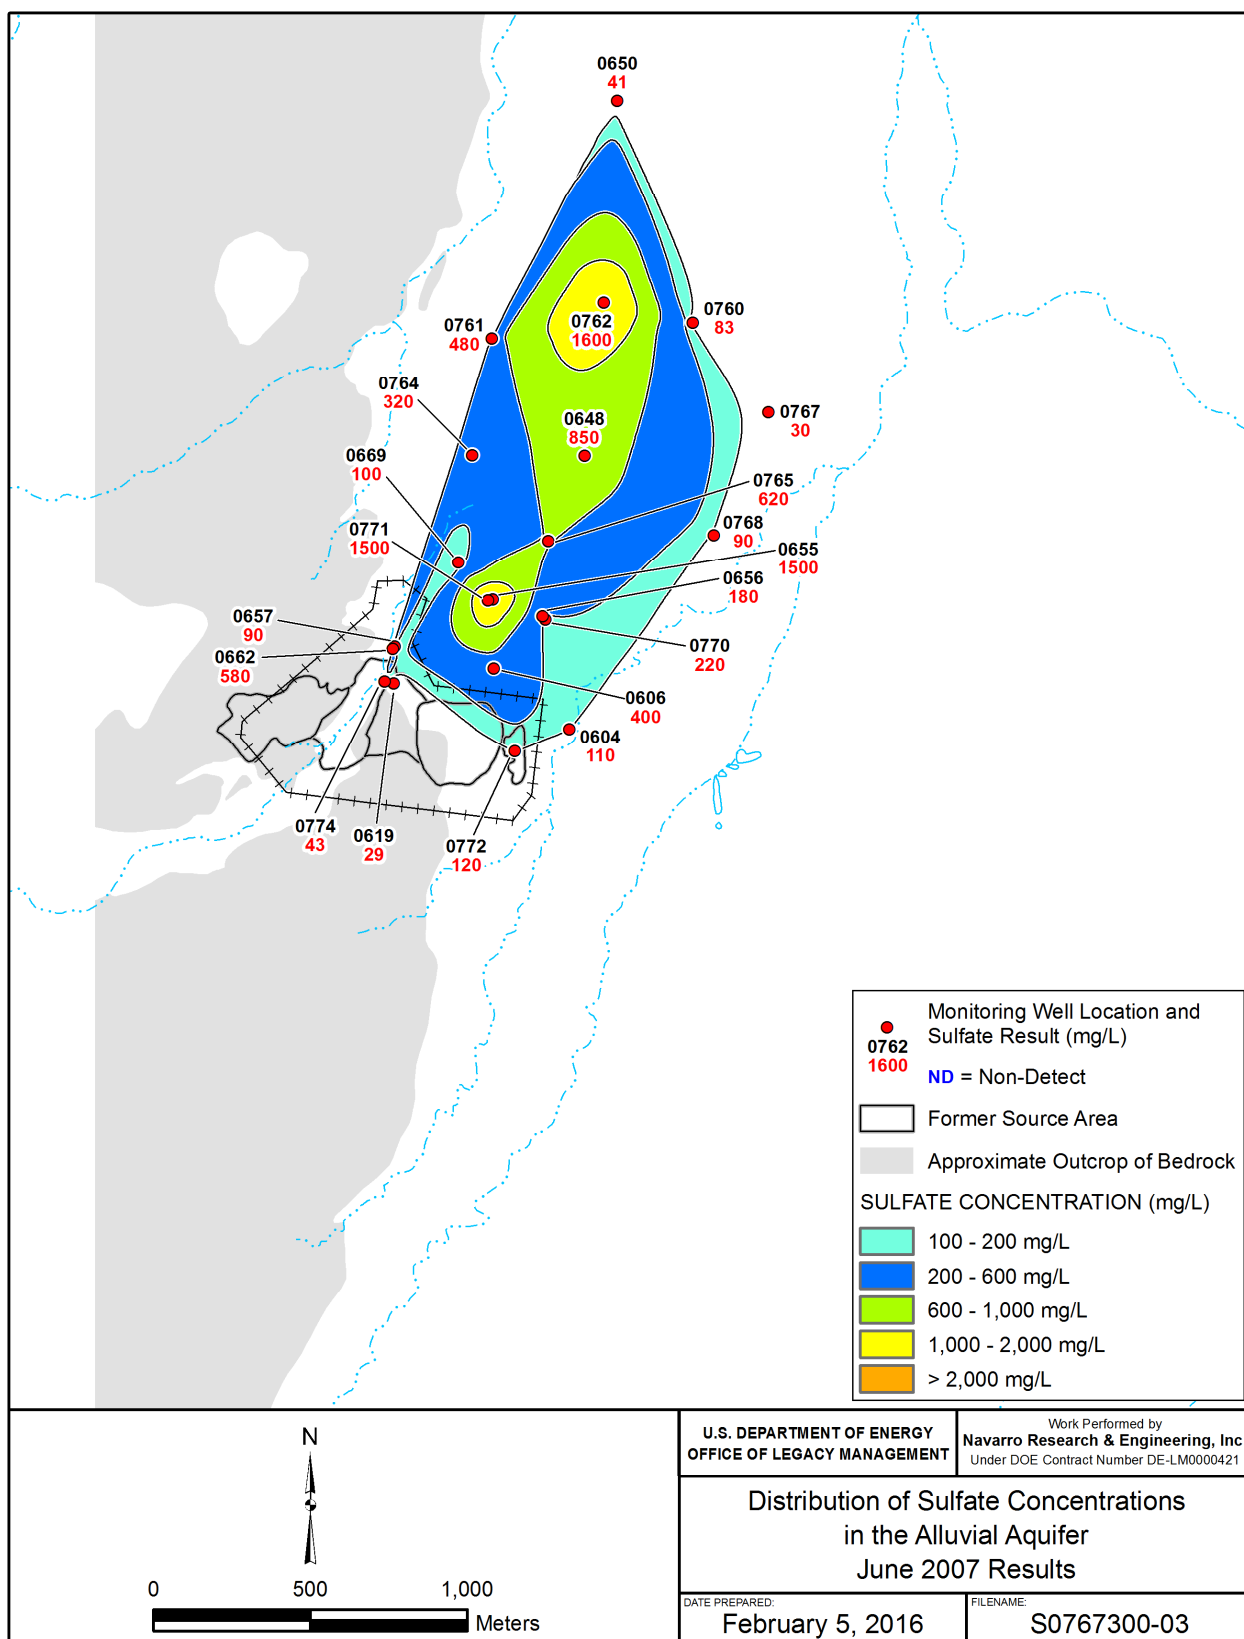 0650
41
0760
83
0761
480
0762
1600
0764
320
0767
30
0648
850
0669
100
0765
620
0768
90
0771
1500
0655
1500
0656
180
0657
90
0770
220
0662
580
0606
400
0604
110
0774
43
0619
29
0772
120
Monitoring Well Location and
Sulfate Result (mg/L)
0762
1600
ND = Non-Detect
Former Source Area
Approximate Outcrop of Bedrock
SULFATE CONCENTRATION (mg/L)
100 - 200 mg/L
200 - 600 mg/L
600 - 1,000 mg/L
1,000 - 2,000 mg/L
> 2,000 mg/L
N
0 500 1,000
Meters
U.S. DEPARTMENT OF ENERGY
OFFICE OF LEGACY MANAGEMENT
Work Performed by
Navarro Research & Engineering, Inc
Under DOE Contract Number DE-LM0000421
Distribution of Sulfate Concentrations
in the Alluvial Aquifer
June 2007 Results
DATE PREPARED:
February 5, 2016
FILENAME:
S0767300-03